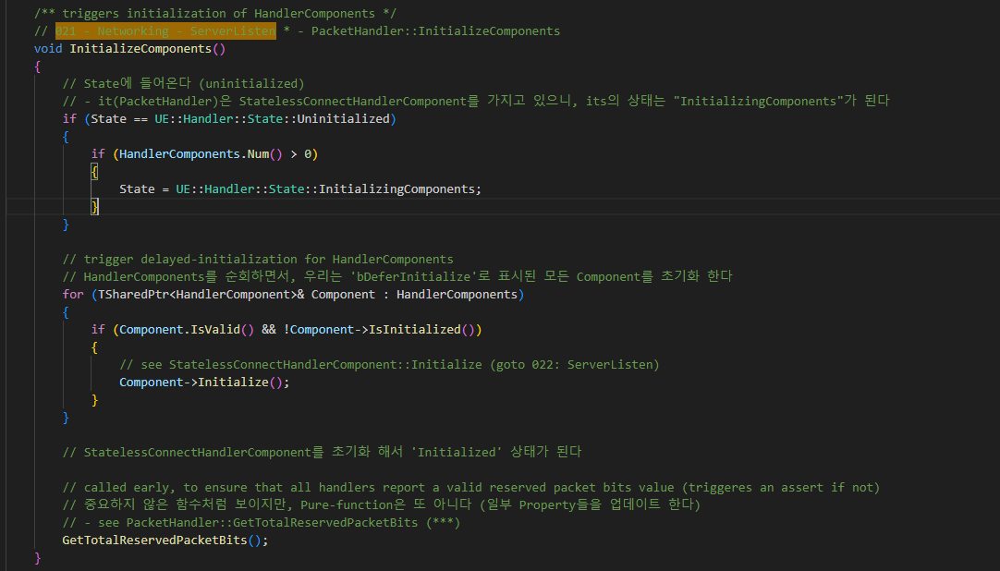 /** triggers initialization of HandlerComponents */
// 021 - Networking - ServerListen * - PacketHandler::InitializeComponents
void InitializeComponents()
{
// State에 들어온다 (uninitialized)
// - it(PacketHandler)은 StatelessConnectHandlerComponent를 가지고 있으니, its의 상태는 "InitializingComponents"가 된다
if (State == UE::Handler::State::Uninitialized)
{
if (HandlerComponents.Num() > 0)
{
State = UE::Handler::State::InitializingComponents;
}
}
// trigger delayed-initialization for HandlerComponents
// HandlerComponents를 순회하면서, 우리는 'bDeferInitialize'로 표시된 모든 Component를 초기화 한다
for (TSharedPtr<HandlerComponent>& Component : HandlerComponents)
{
if (Component.IsValid() && !Component->IsInitialized())
{
// see StatelessConnectHandlerComponent::Initialize (goto 022: ServerListen)
Component->Initialize();
}
}
// StatelessConnectHandlerComponent를 초기화 해서 'Initialized' 상태가 된다
// called early, to ensure that all handlers report a valid reserved packet bits value (triggeres an assert if not)
// 중요하지 않은 함수처럼 보이지만, Pure-function은 또 아니다 (일부 Property들을 업데이트 한다)
// - see PacketHandler::GetTotalReservedPacketBits (***)
GetTotalReservedPacketBits();
}